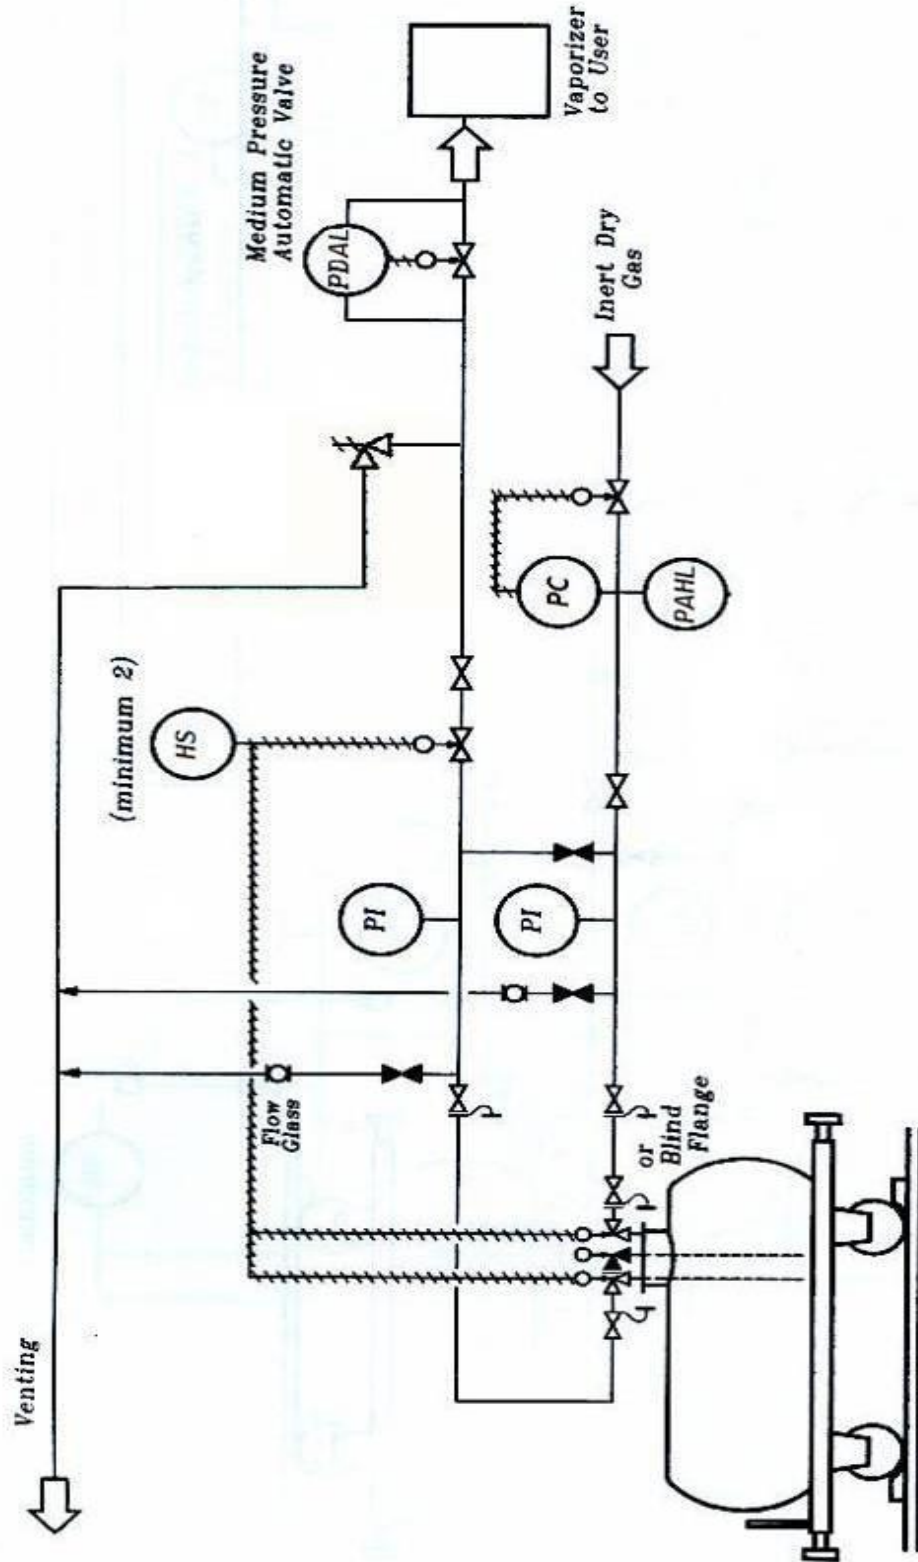 Venting
(minimum 2)
HS
Medium Pressure
Automatic Valve
PDAL
Vaporizer
to User
PI
PI
PC
PAHL
Inert Dry
Gas
Flow
Glass
or
Blind
Flange